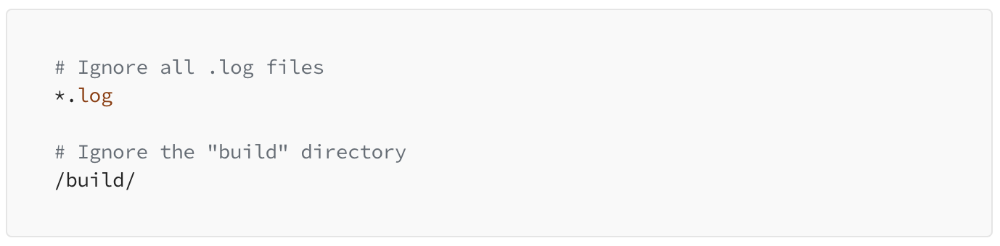 # Ignore all .log files
*.log
# Ignore the "build" directory
/build/